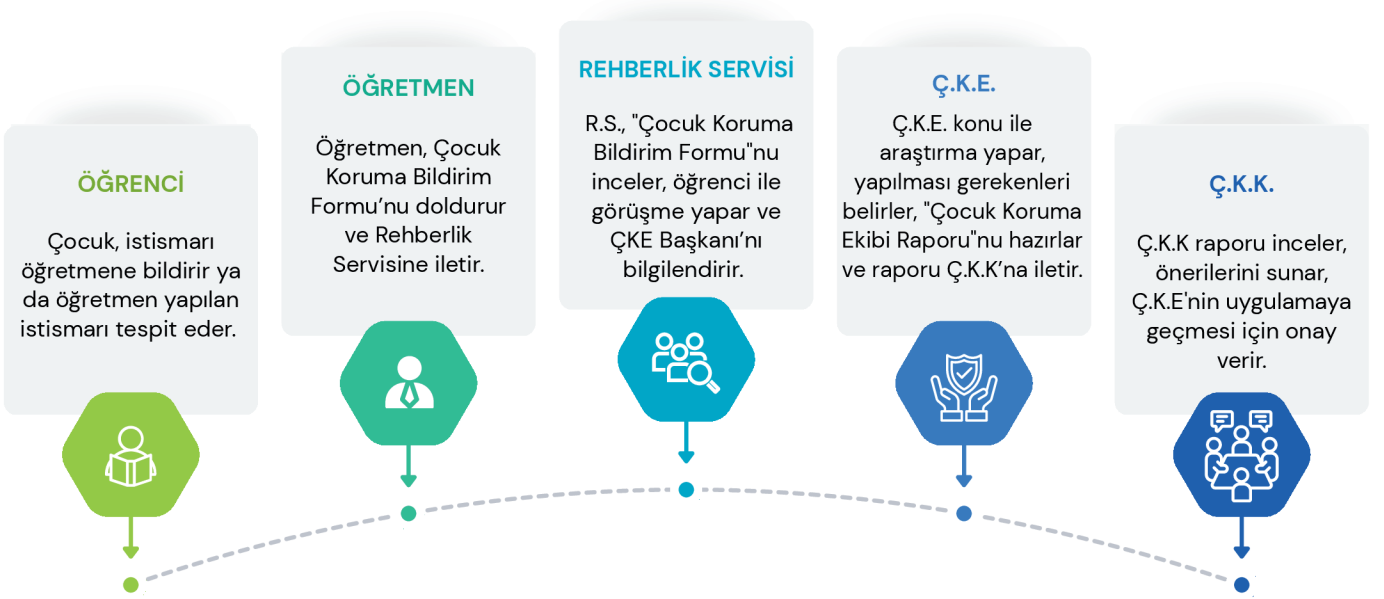 ÖĞRENCİ
Çocuk, istismarı
öğretmene bildirir ya
da öğretmen yapılan
istismarı tespit eder.
ÖĞRETMEN
Öğretmen, Çocuk
Koruma Bildirim
Formu’nu doldurur
ve Rehberlik
Servisine iletir.
REHBERLİK SERVİSİ
R.S., "Çocuk Koruma
Bildirim Formu"nu
inceler, öğrenci ile
görüşme yapar ve
ÇKE Başkanı’nı
bilgilendirir.
Ç.K.E.
Ç.K.E. konu ile
araştırma yapar,
yapılması gerekenleri
belirler, "Çocuk Koruma
Ekibi Raporu"nu hazırlar
ve raporu Ç.K.K’na iletir.
Ç.K.K.
Ç.K.K raporu inceler,
önerilerini sunar,
Ç.K.E'nin uygulamaya
geçmesi için onay
verir.